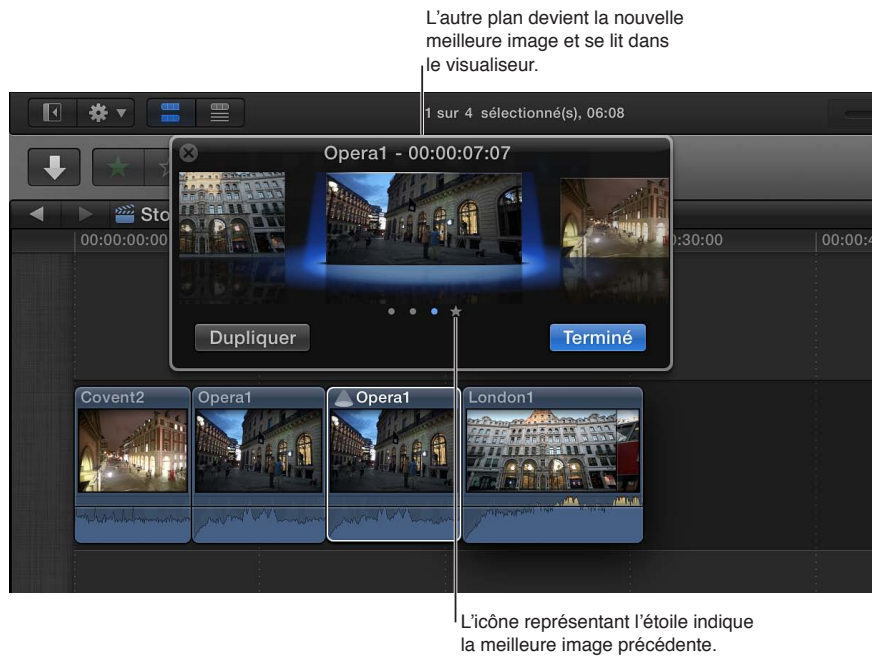 L'autre plan devient la nouvelle
meilleure image et se lit dans
le visualiseur.
1 sur 4 sélectionné(s), 06:08
Opera1 - 00:00:07:07
Sto
00:00:00:00
0:30:00
00:00:4
Dupliquer
Terminé
Covent2
Opera1
Opera1
London1
L'icône représentant l'étoile indique
la meilleure image précédente.